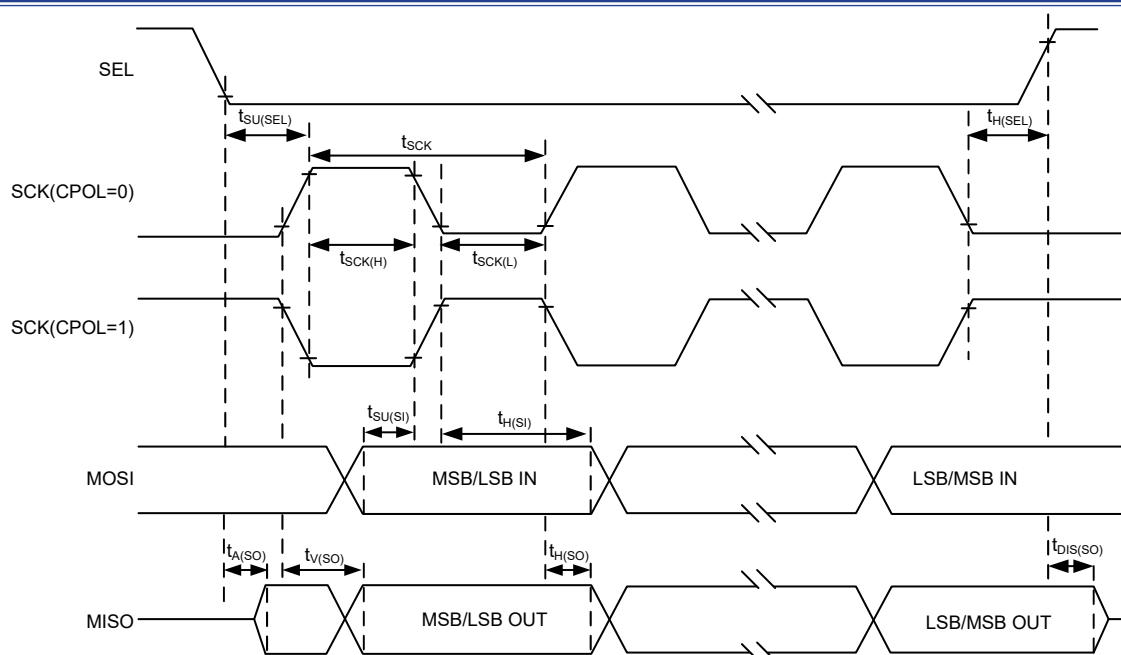 SEL
tSU(SEL)
tH(SEL)
tSCK
SCK(CPOL=0)
tSCK(H)
tSCK(L)
SCK(CPOL=1)
tSU(SI)
tH(SI)
MOSI
MSB/LSB IN
LSB/MSB IN
tA(SO)
tV(SO)
tH(SO)
tDIS(SO)
MISO
MSB/LSB OUT
LSB/MSB OUT